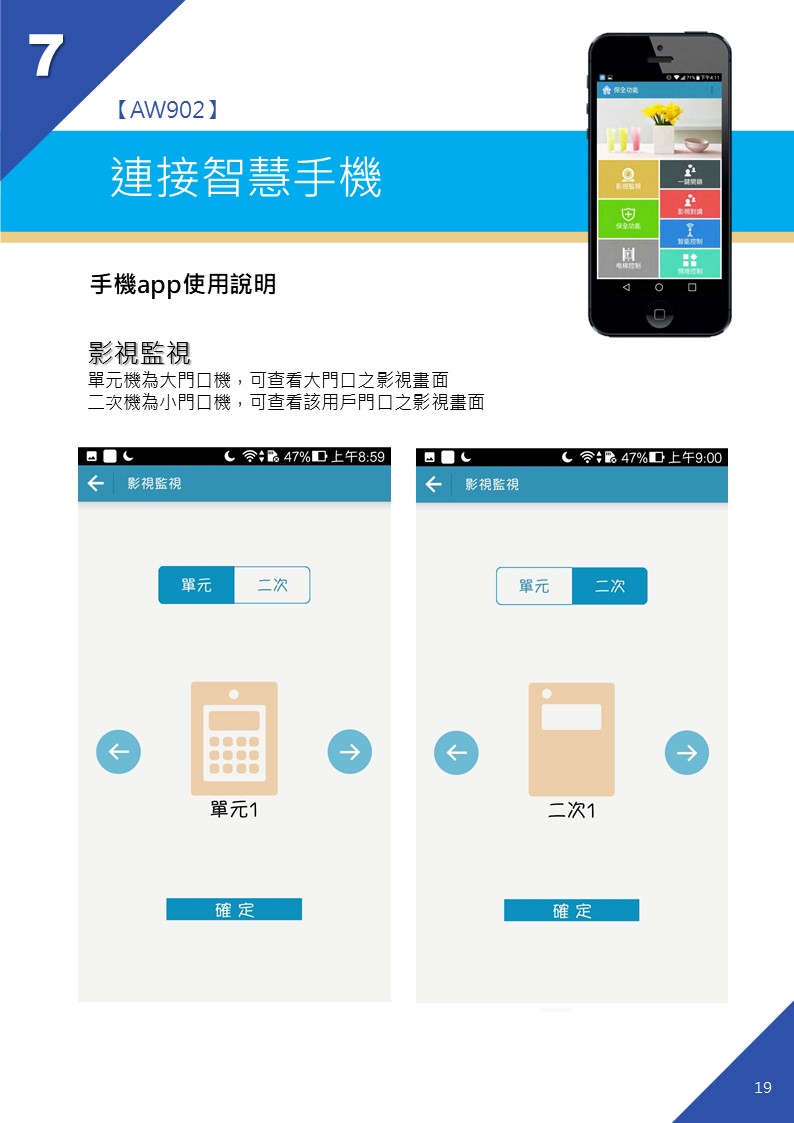 7
【AW902】
連接智慧手機
71% 下午4:11
保全功能
影視監視
一鍵開鎖
影視對講
保全功能
智能控制
电梯控制
情境控制
手機app使用說明
影視監視
單元機為大門口機，可查看大門口之影視畫面
二次機為小門口機，可查看該用戶門口之影視畫面
47% 上午8:59
影視監視
單元 二次
單元1
確 定
47% 上午9:00
影視監視
單元 二次
二次1
確 定
19